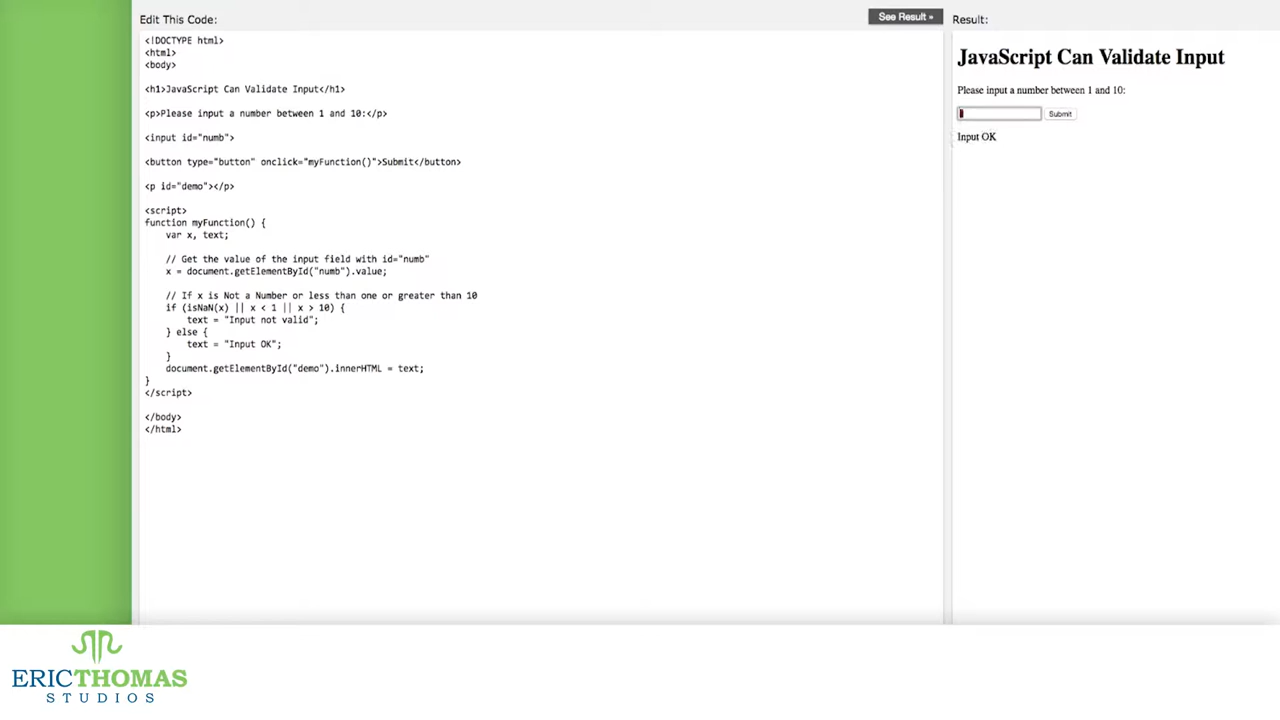 Edit This Code:
See Result »
Result:
<!DOCTYPE html>
<html>
<body>
<h1>JavaScript Can Validate Input</h1>
<p>Please input a number between 1 and 10:</p>
<input id="numb">
<button type="button" onclick="myFunction()">Submit</button>
<p id="demo"></p>
<script>
function myFunction() {
var x, text;
// Get the value of the input field with id="numb"
x = document.getElementById("numb").value;
// If x is Not a Number or less than one or greater than 10
if (isNaN(x) || x < 1 || x > 10) {
text = "Input not valid";
} else {
text = "Input OK";
}
document.getElementById("demo").innerHTML = text;
}
</script>
</body>
</html>
JavaScript Can Validate Input
Please input a number between 1 and 10:
Submit
Input OK
ERICTHOMAS
STUDIOS